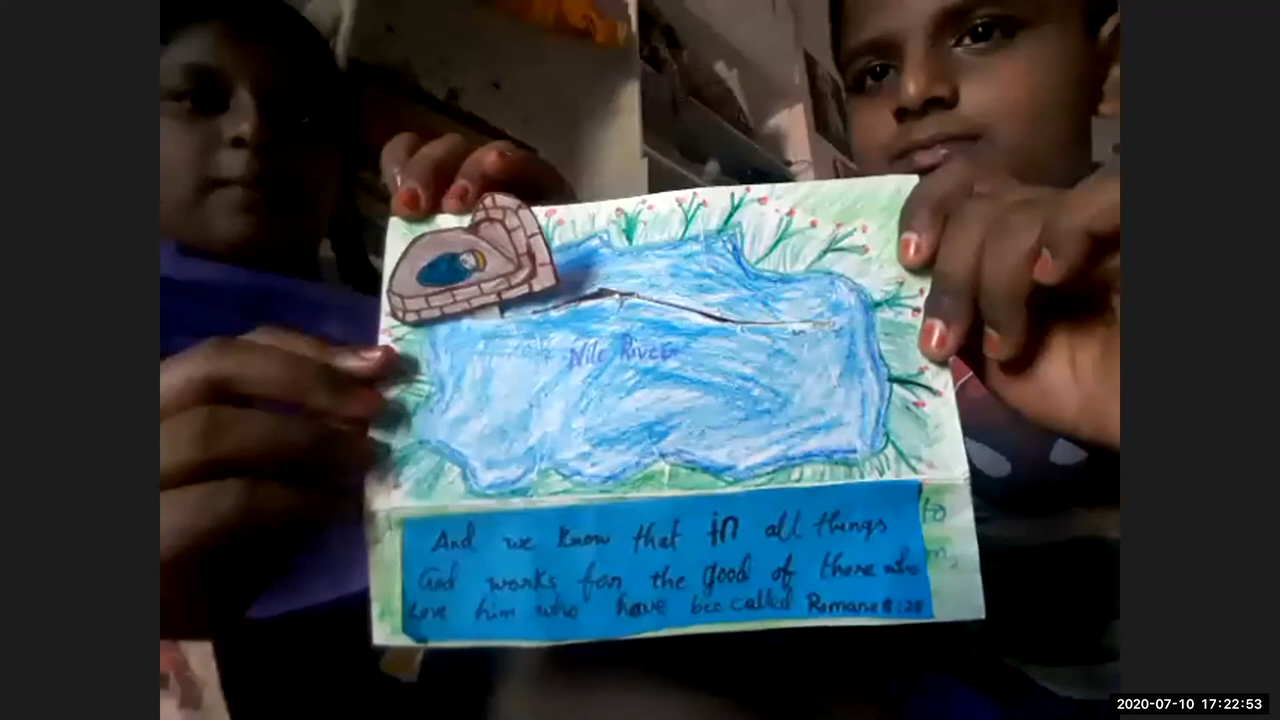 Nile River
And we know that in all things
God works for the good of those who
love him who have bee called Romans 8:28
to
m,
2020-07-10 17:22:53